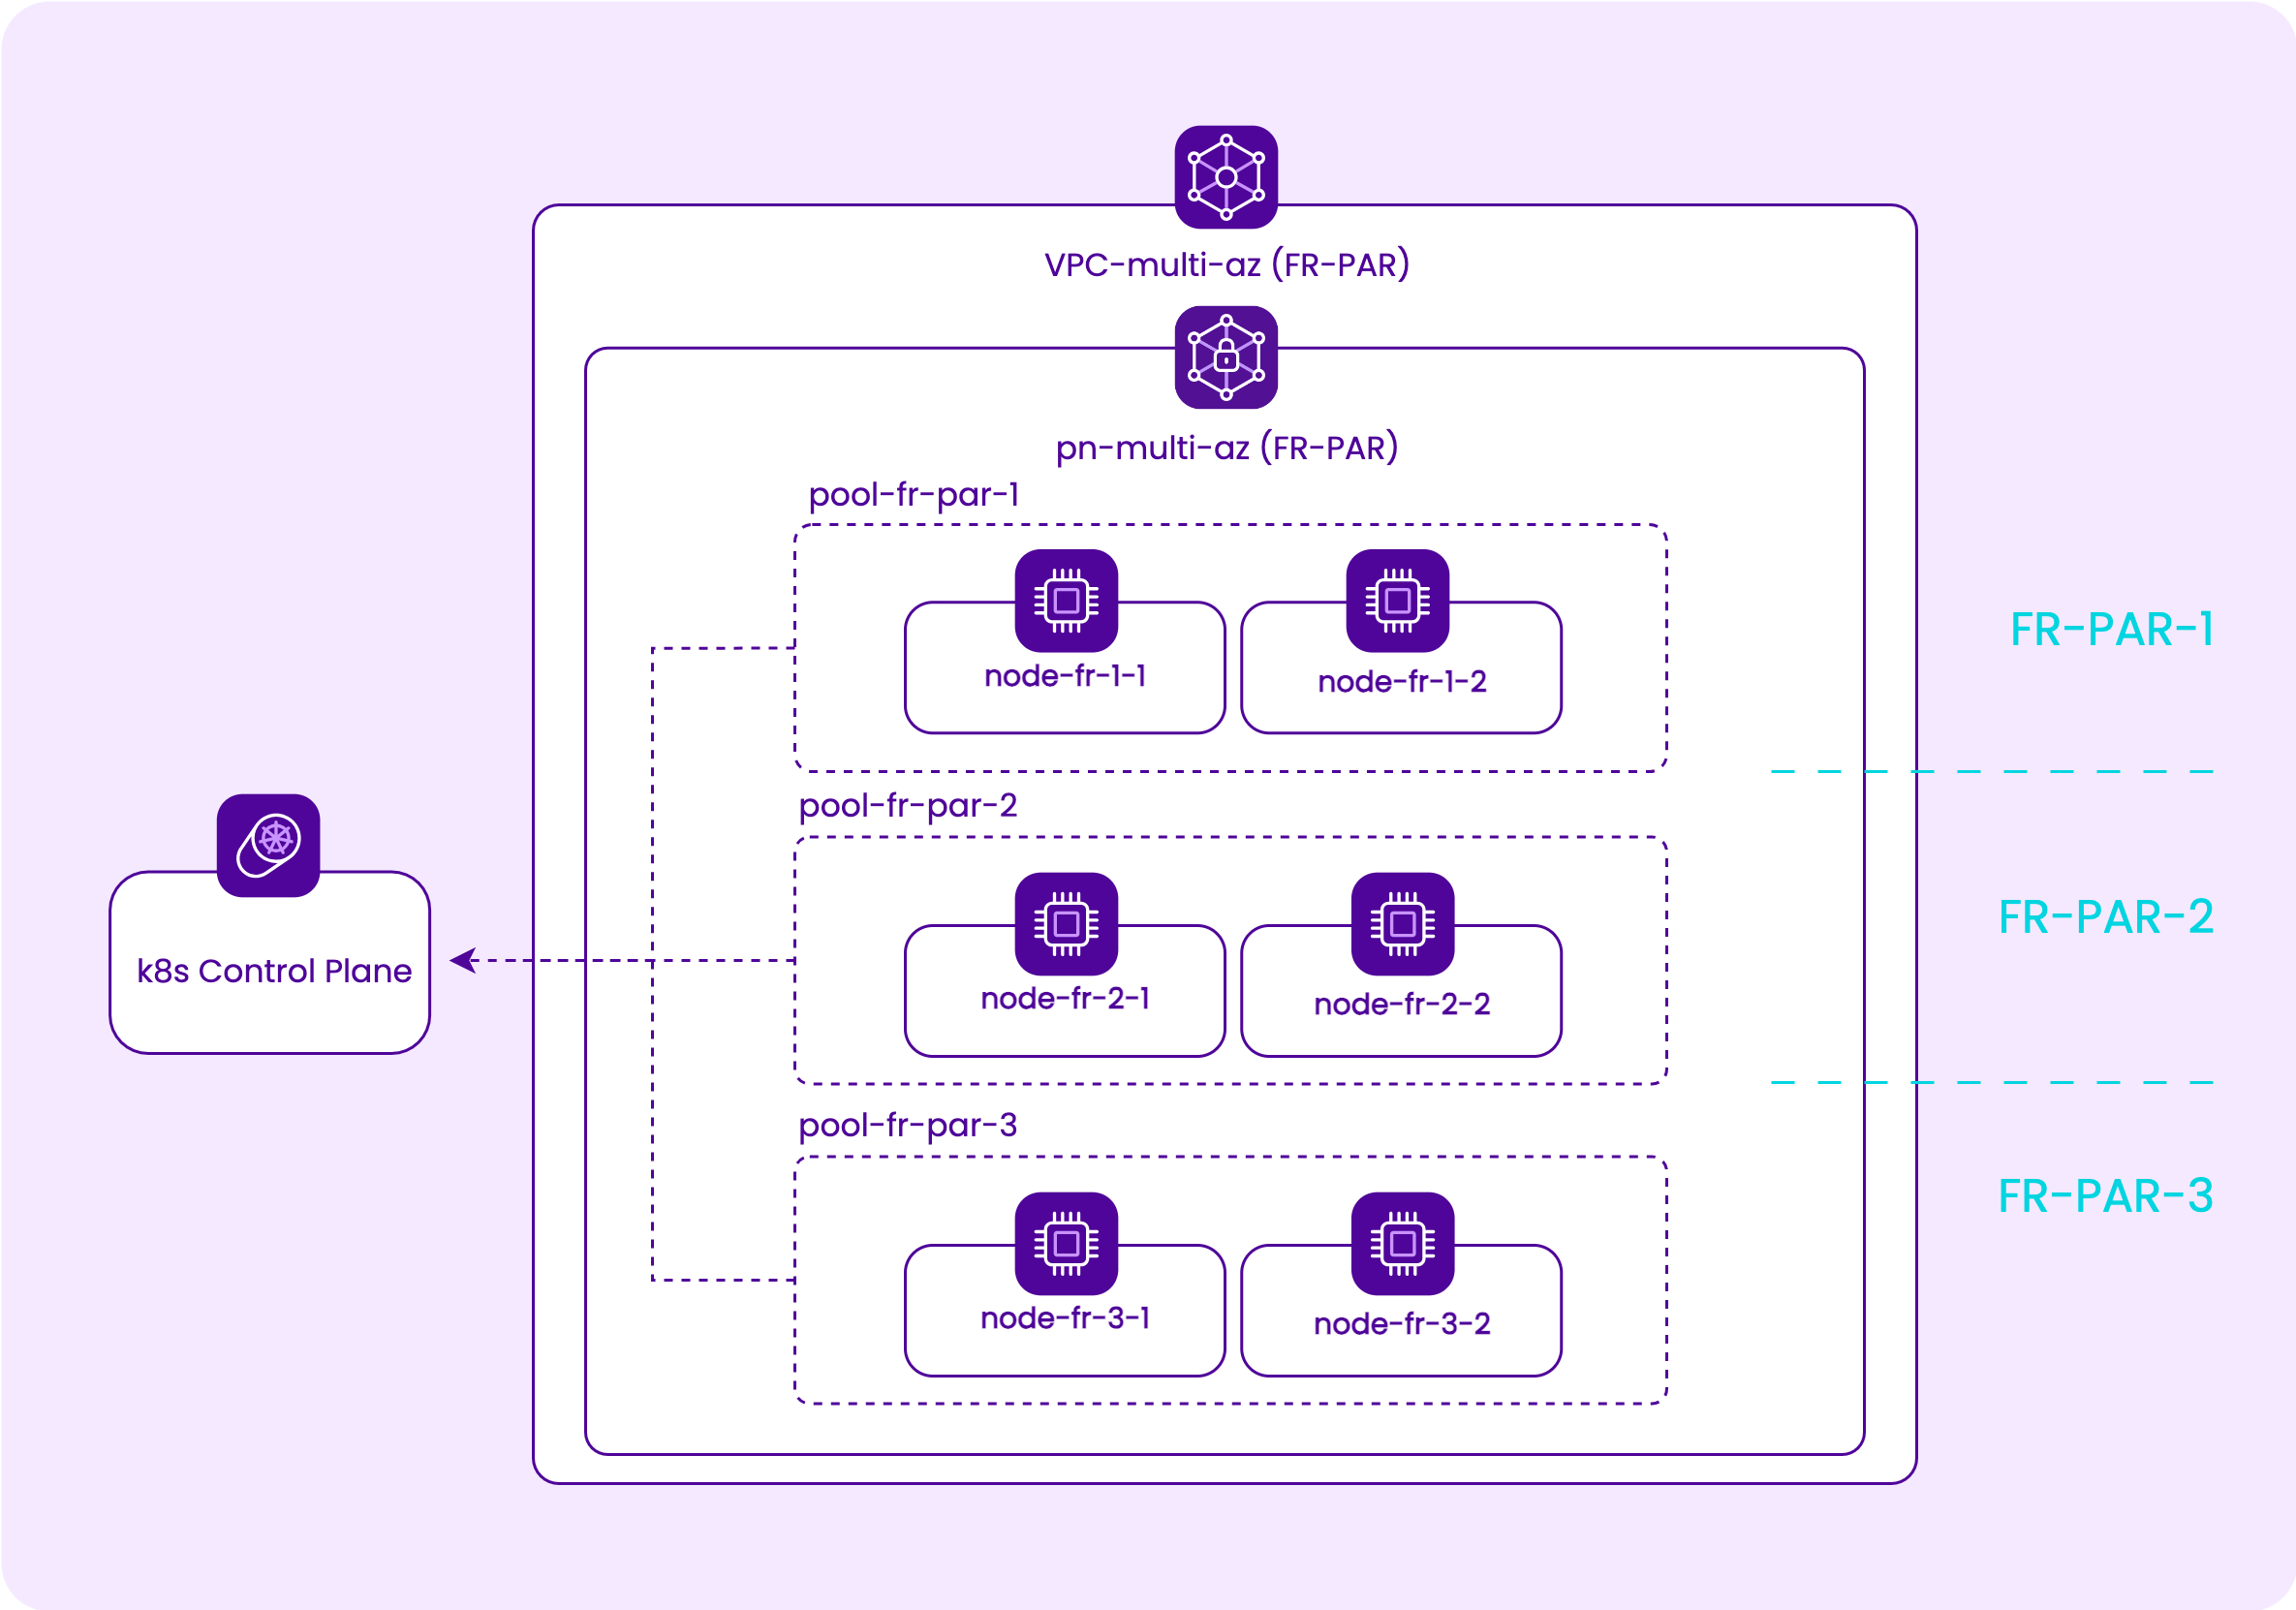 VPC-multi-az (FR-PAR)
pn-multi-az (FR-PAR)
pool-fr-par-1
node-fr-1-1
node-fr-1-2
FR-PAR-1
pool-fr-par-2
k8s Control Plane
node-fr-2-1
node-fr-2-2
FR-PAR-2
pool-fr-par-3
node-fr-3-1
node-fr-3-2
FR-PAR-3